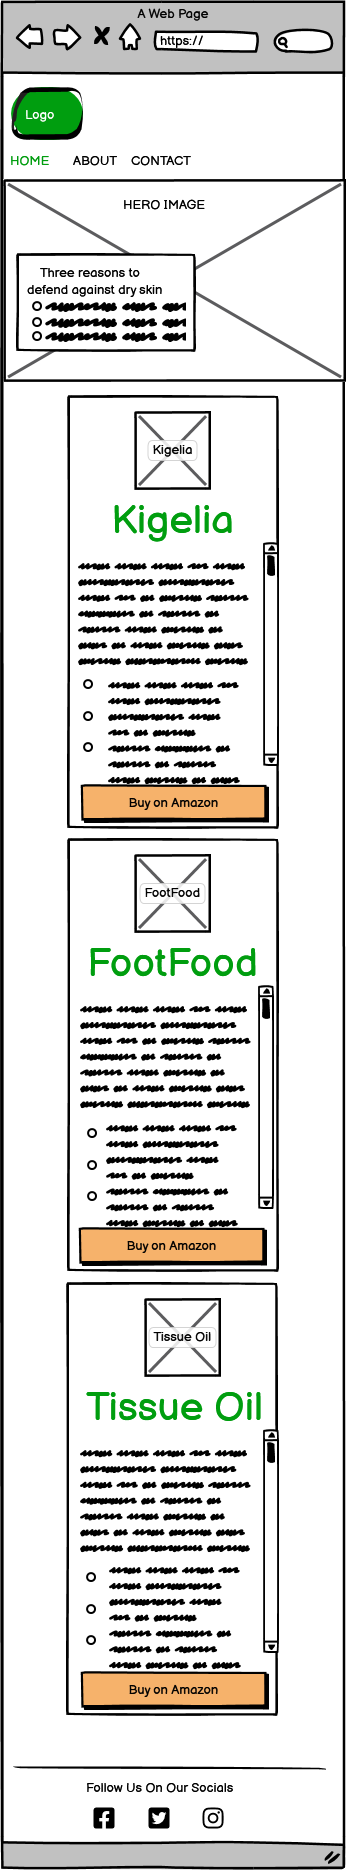 A Web Page
https://
Logo
HOME ABOUT CONTACT
HERO IMAGE
Three reasons to
defend against dry skin
Kigelia
Kigelia
Buy on Amazon
FootFood
FootFood
Buy on Amazon
Tissue Oil
Tissue Oil
Buy on Amazon
Follow Us On Our Socials